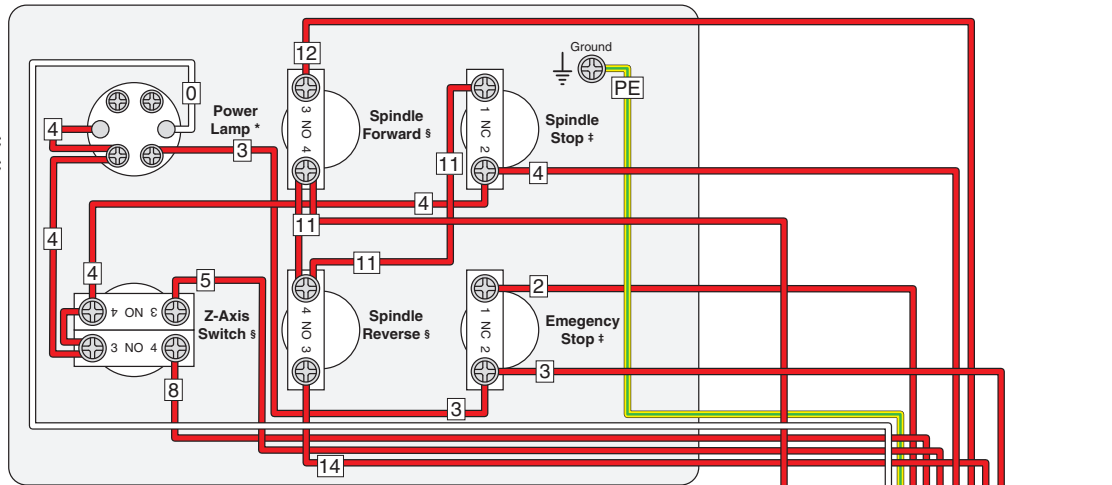 12
Ground
PE
0
Power
Lamp *
4
3
3 NO 4
Spindle
Forward §
1 NC 2
Spindle
Stop ‡
11
4
4
11
4
11
4
5
2
4 NO 3
Z-Axis
Switch §
3 NO 4
4 NO 3
Spindle
Reverse §
1 NC 2
Emegency
Stop ‡
3
8
3
14